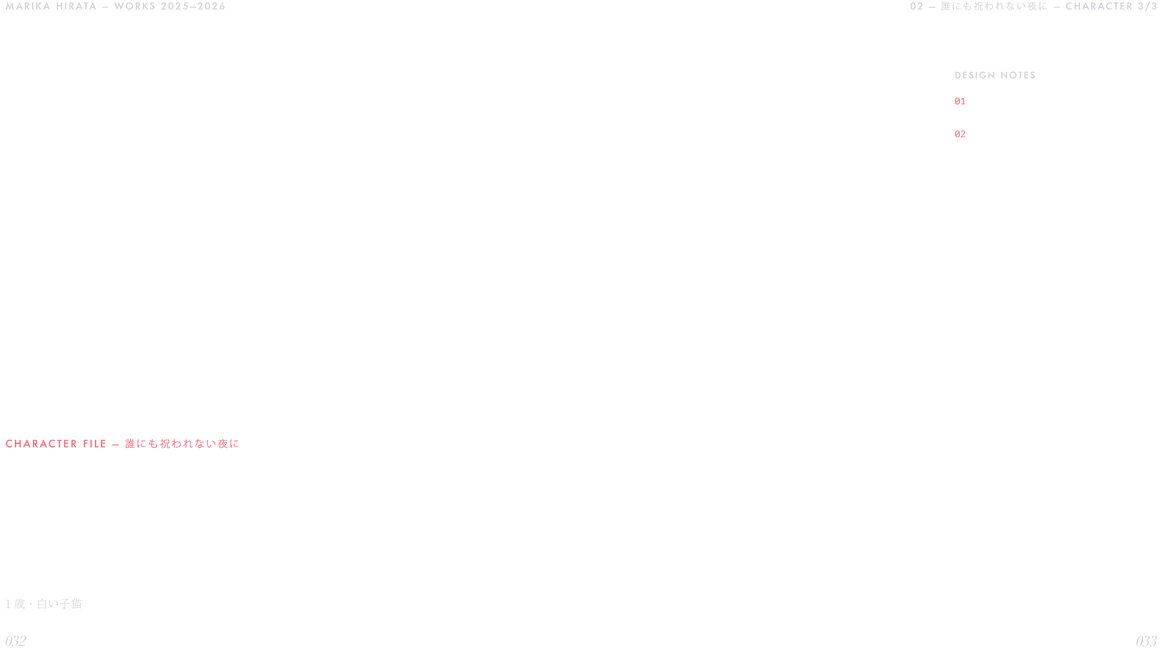 MARIKA HIRATA — WORKS 2025–2026
02 — 誰にも祝われない夜に — CHARACTER 3/3
DESIGN NOTES
01
02
CHARACTER FILE — 誰にも祝われない夜に
1 歳・白い子猫
032
033